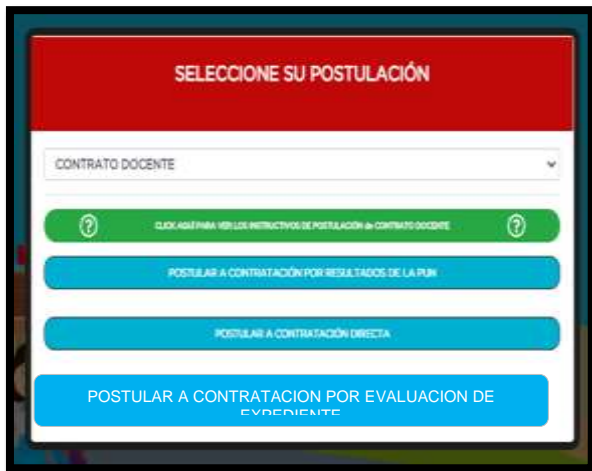 SELECCIONE SU POSTULACIÓN
CONTRATO DOCENTE
CLICK AQUÍ PARA VER LOS INSTRUCTIVOS DE POSTULACIÓN de CONTRATO DOCENTE
POSTULAR A CONTRATACIÓN POR RESULTADOS DE LA PUN
POSTULAR A CONTRATACIÓN DIRECTA
POSTULAR A CONTRATACION POR EVALUACION DE
EXPEDIENTE